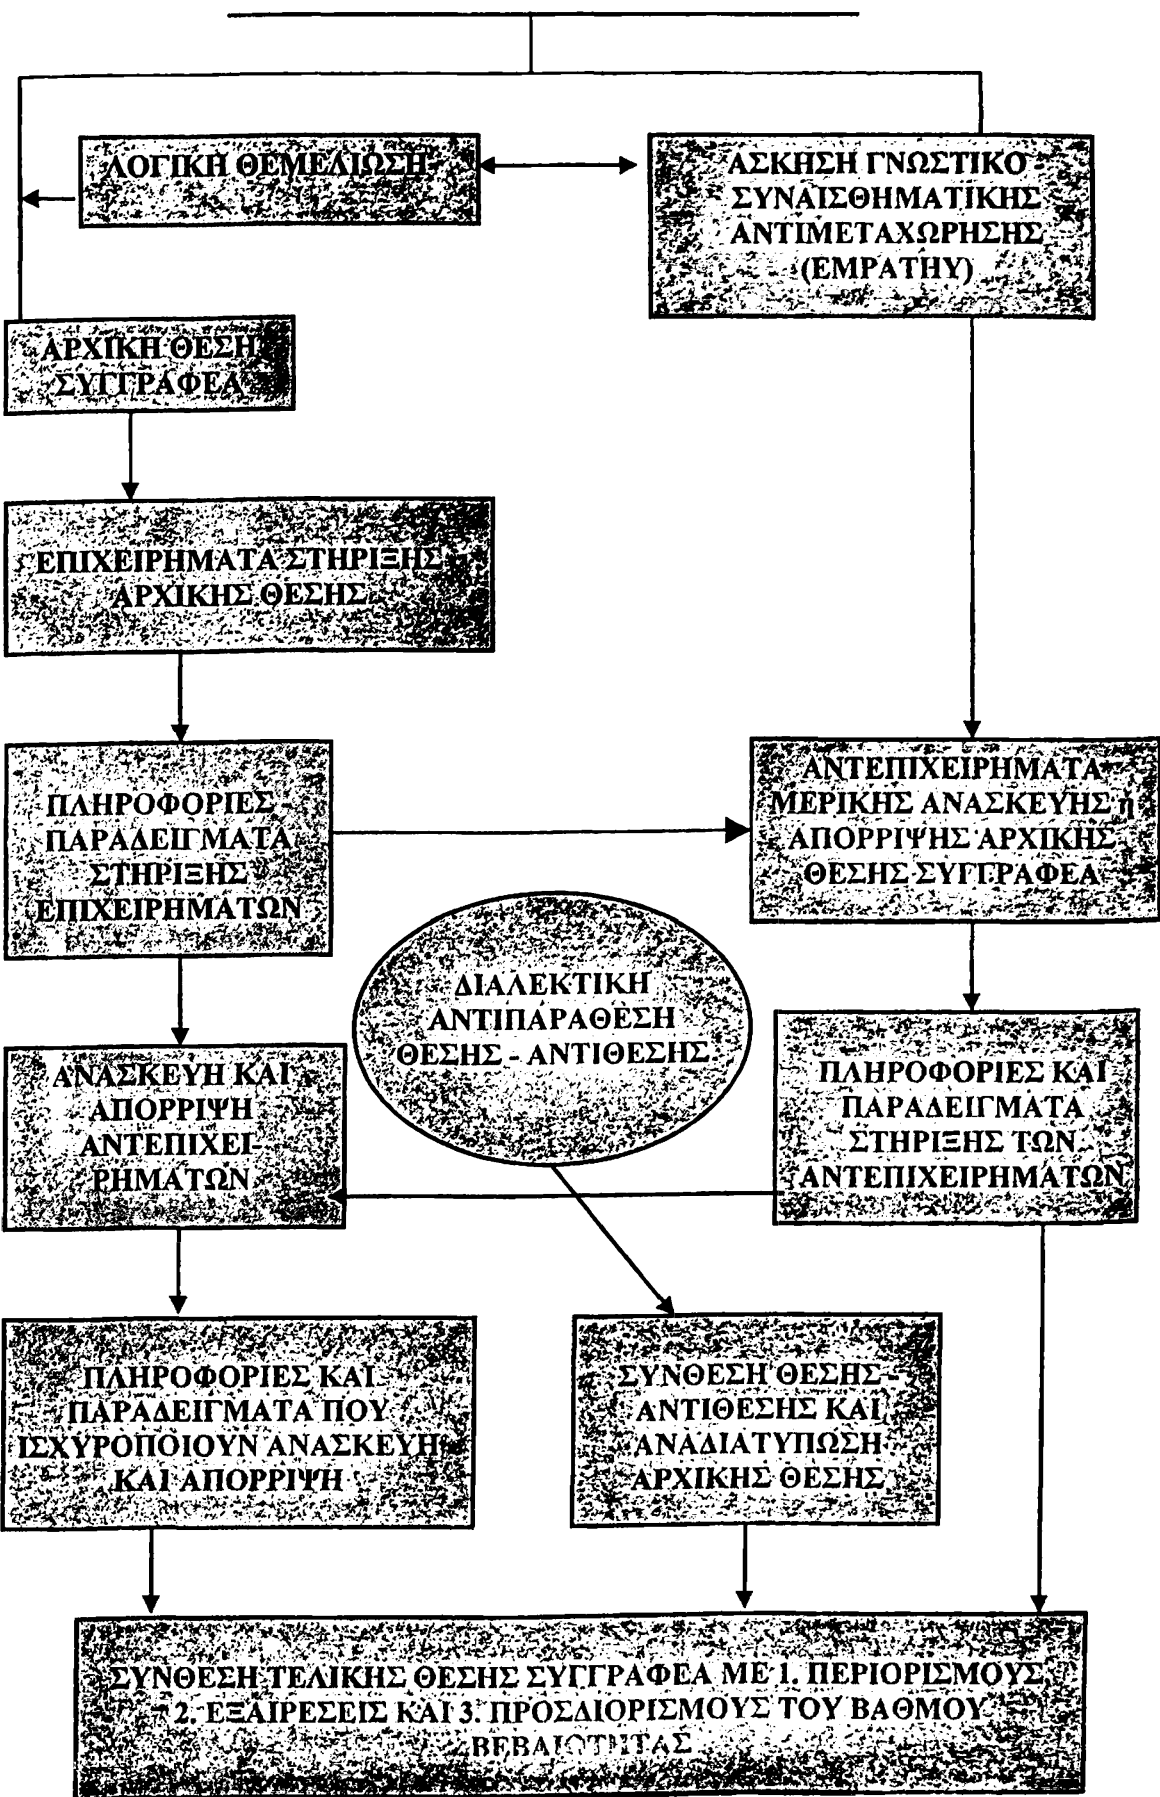 ΛΟΓΙΚΗ ΘΕΜΕΛΙΩΣΗ
ΑΣΚΗΣΗ ΓΝΩΣΤΙΚΟ
ΣΥΝΑΙΣΘΗΜΑΤΙΚΗΣ
ΑΝΤΙΜΕΤΑΧΩΡΗΣΗΣ
(EMPATHY)
ΑΡΧΙΚΗ ΘΕΣΗ
ΣΥΓΓΡΑΦΕΑ
ΕΠΙΧΕΙΡΗΜΑΤΑ ΣΤΗΡΙΞΗΣ
ΑΡΧΙΚΗΣ ΘΕΣΗΣ
ΠΛΗΡΟΦΟΡΙΕΣ -
ΠΑΡΑΔΕΙΓΜΑΤΑ
ΣΤΗΡΙΞΗΣ
ΕΠΙΧΕΙΡΗΜΑΤΩΝ
ΑΝΤΕΠΙΧΕΙΡΗΜΑΤΑ
ΜΕΡΙΚΗΣ ΑΝΑΣΚΕΥΗΣ ή
ΑΠΟΡΡΙΨΗΣ ΑΡΧΙΚΗΣ
ΘΕΣΗΣ ΣΥΓΓΡΑΦΕΑ
ΔΙΑΛΕΚΤΙΚΗ
ΑΝΤΙΠΑΡΑΘΕΣΗ
ΘΕΣΗΣ - ΑΝΤΙΘΕΣΗΣ
ΑΝΑΣΚΕΥΗ ΚΑΙ
ΑΠΟΡΡΙΨΗ
ΑΝΤΕΠΙΧΕΙ-
ΡΗΜΑΤΩΝ
ΠΛΗΡΟΦΟΡΙΕΣ ΚΑΙ
ΠΑΡΑΔΕΙΓΜΑΤΑ
ΣΤΗΡΙΞΗΣ ΤΩΝ
ΑΝΤΕΠΙΧΕΙΡΗΜΑΤΩΝ
ΠΛΗΡΟΦΟΡΙΕΣ ΚΑΙ
ΠΑΡΑΔΕΙΓΜΑΤΑ ΠΟΥ
ΙΣΧΥΡΟΠΟΙΟΥΝ ΑΝΑΣΚΕΥΗ
ΚΑΙ ΑΠΟΡΡΙΨΗ
ΣΥΝΘΕΣΗ ΘΕΣΗΣ -
ΑΝΤΙΘΕΣΗΣ ΚΑΙ
ΑΝΑΔΙΑΤΥΠΩΣΗ
ΑΡΧΙΚΗΣ ΘΕΣΗΣ
ΣΥΝΘΕΣΗ ΤΕΛΙΚΗΣ ΘΕΣΗΣ ΣΥΓΓΡΑΦΕΑ ΜΕ 1. ΠΕΡΙΟΡΙΣΜΟΥΣ
2. ΕΞΑΙΡΕΣΕΙΣ ΚΑΙ 3. ΠΡΟΣΔΙΟΡΙΣΜΟΥΣ ΤΟΥ ΒΑΘΜΟΥ
ΒΕΒΑΙΟΤΗΤΑΣ